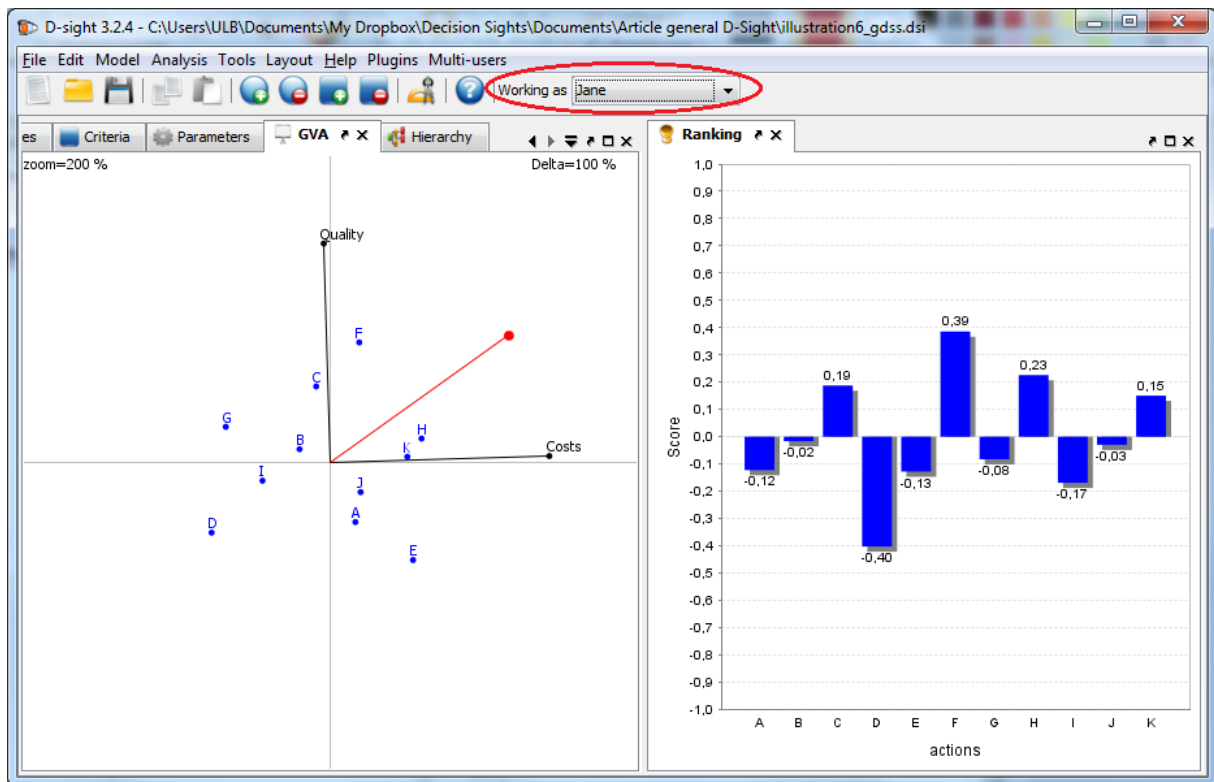 D-sight 3.2.4 - C:\Users\ULB\Documents\My Dropbox\Decision Sights\Documents\Article general D-Sight\illustration6_gdss.dsi
File Edit Model Analysis Tools Layout Help Plugins Multi-users
Working as Jane
es Criteria Parameters GVA Hierarchy
zoom=200 % Delta=100 %
Quality
F
C
G
B
H
K
Costs
I
J
A
D
E
Ranking
1,0
0,9
0,8
0,7
0,6
0,5
0,4
0,3
0,2
0,1
0,0
-0,1
-0,2
-0,3
-0,4
-0,5
-0,6
-0,7
-0,8
-0,9
-1,0
Score
-0,12
-0,02
0,19
-0,40
-0,13
0,39
-0,08
0,23
-0,17
-0,03
0,15
A B C D E F G H I J K
actions